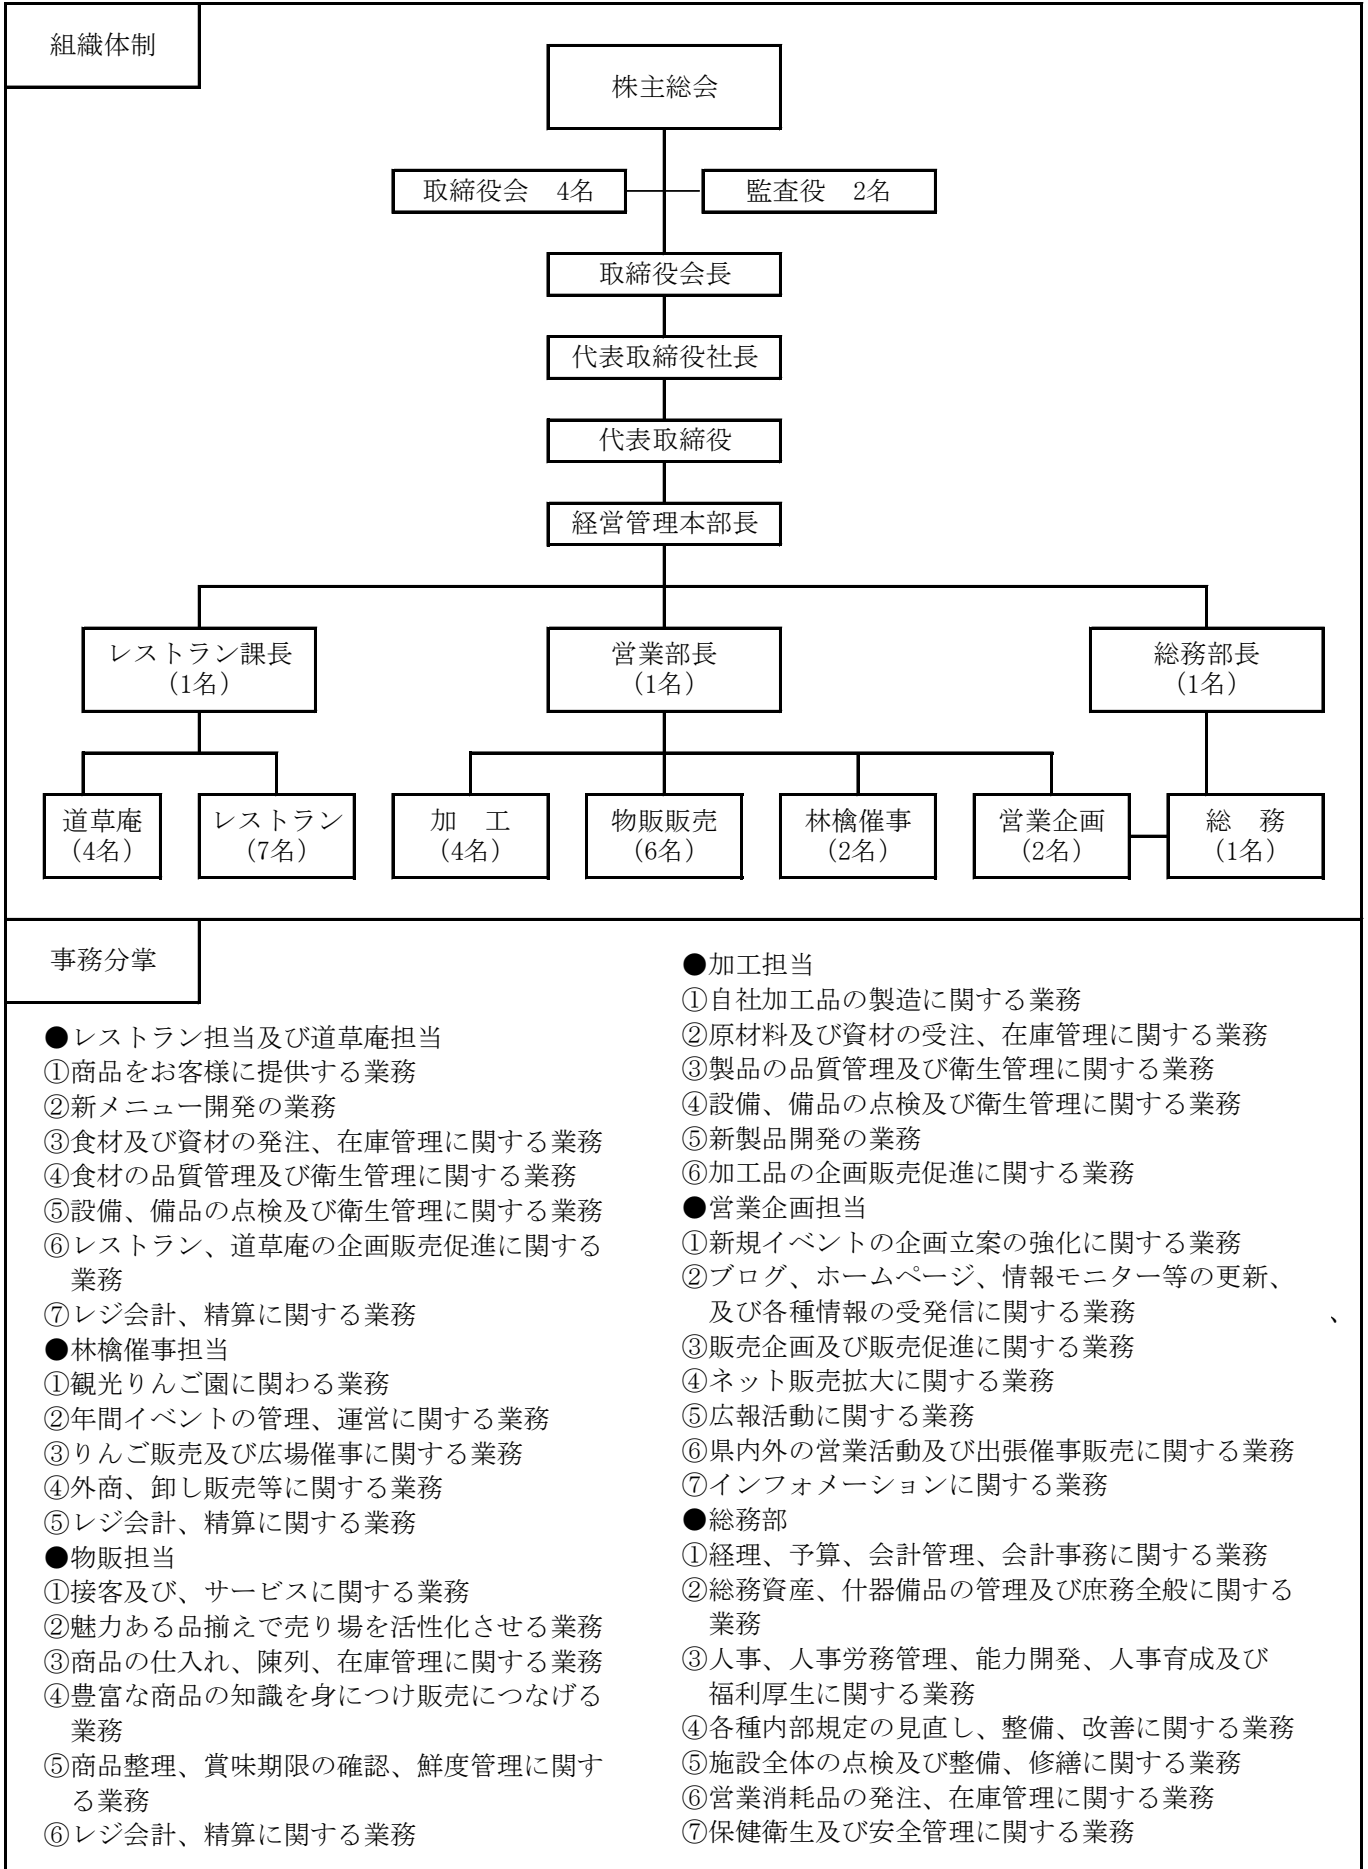 組織体制
株主総会
取締役会　4名
監査役　2名
取締役会長
代表取締役社長
代表取締役
経営管理本部長
レストラン課長
（1名）
営業部長
（1名）
総務部長
（1名）
道草庵
（4名）
レストラン
（7名）
加　工
（4名）
物販販売
（6名）
林檎催事
（2名）
営業企画
（2名）
総　務
（1名）
事務分掌
●レストラン担当及び道草庵担当
①商品をお客様に提供する業務
②新メニュー開発の業務
③食材及び資材の発注、在庫管理に関する業務
④食材の品質管理及び衛生管理に関する業務
⑤設備、備品の点検及び衛生管理に関する業務
⑥レストラン、道草庵の企画販売促進に関する
業務
⑦レジ会計、精算に関する業務
●林檎催事担当
①観光りんご園に関わる業務
②年間イベントの管理、運営に関する業務
③りんご販売及び広場催事に関する業務
④外商、卸し販売等に関する業務
⑤レジ会計、精算に関する業務
●物販担当
①接客及び、サービスに関する業務
②魅力ある品揃えで売り場を活性化させる業務
③商品の仕入れ、陳列、在庫管理に関する業務
④豊富な商品の知識を身につけ販売につなげる
業務
⑤商品整理、賞味期限の確認、鮮度管理に関す
る業務
⑥レジ会計、精算に関する業務
●加工担当
①自社加工品の製造に関する業務
②原材料及び資材の受注、在庫管理に関する業務
③製品の品質管理及び衛生管理に関する業務
④設備、備品の点検及び衛生管理に関する業務
⑤新製品開発の業務
⑥加工品の企画販売促進に関する業務
●営業企画担当
①新規イベントの企画立案の強化に関する業務
②ブログ、ホームページ、情報モニター等の更新、
及び各種情報の受発信に関する業務　　　　　　　、
③販売企画及び販売促進に関する業務
④ネット販売拡大に関する業務
⑤広報活動に関する業務
⑥県内外の営業活動及び出張催事販売に関する業務
⑦インフォメーションに関する業務
●総務部
①経理、予算、会計管理、会計事務に関する業務
②総務資産、什器備品の管理及び庶務全般に関する
業務
③人事、人事労務管理、能力開発、人事育成及び
福利厚生に関する業務
④各種内部規定の見直し、整備、改善に関する業務
⑤施設全体の点検及び整備、修繕に関する業務
⑥営業消耗品の発注、在庫管理に関する業務
⑦保健衛生及び安全管理に関する業務